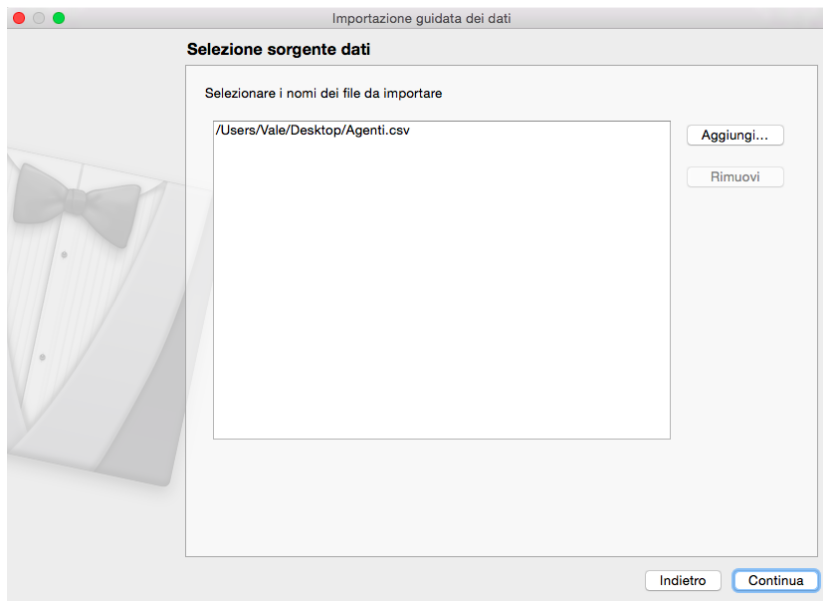 Importazione guidata dei dati
Selezione sorgente dati
Selezionare i nomi dei file da importare
/Users/Vale/Desktop/Agenti.csv
Aggiungi...
Rimuovi
Indietro
Continua